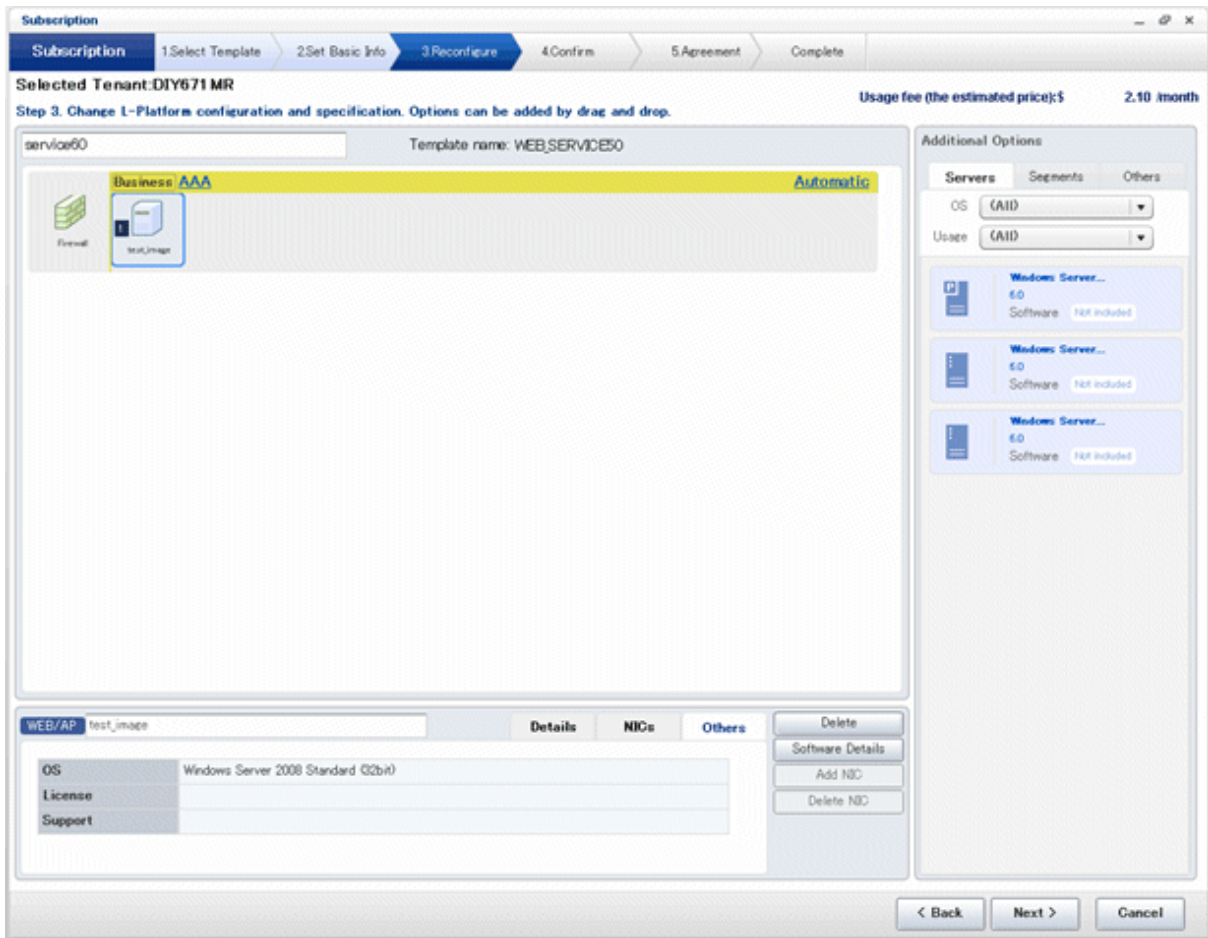 Subscription
Subscription 1.Select Template 2.Set Basic Info 3.Reconfigure 4.Confirm 5.Agreement Complete
Selected Tenant:DIY671 MR
Usage fee (the estimated price):$ 2.10 /month
Step 3. Change L-Platform configuration and specification. Options can be added by drag and drop.
service60 Template name: WEB_SERVICE50
Business AAA Automatic
Firewall
test_image
Additional Options
Servers Segments Others
OS (All)
Usage (All)
Windows Server...
6.0
Software Not included
Windows Server...
6.0
Software Not included
Windows Server...
6.0
Software Not included
WEB/AP test_image Details NICs Others
OS Windows Server 2008 Standard (32bit)
License
Support
Delete
Software Details
Add NIC
Delete NIC
< Back Next > Cancel